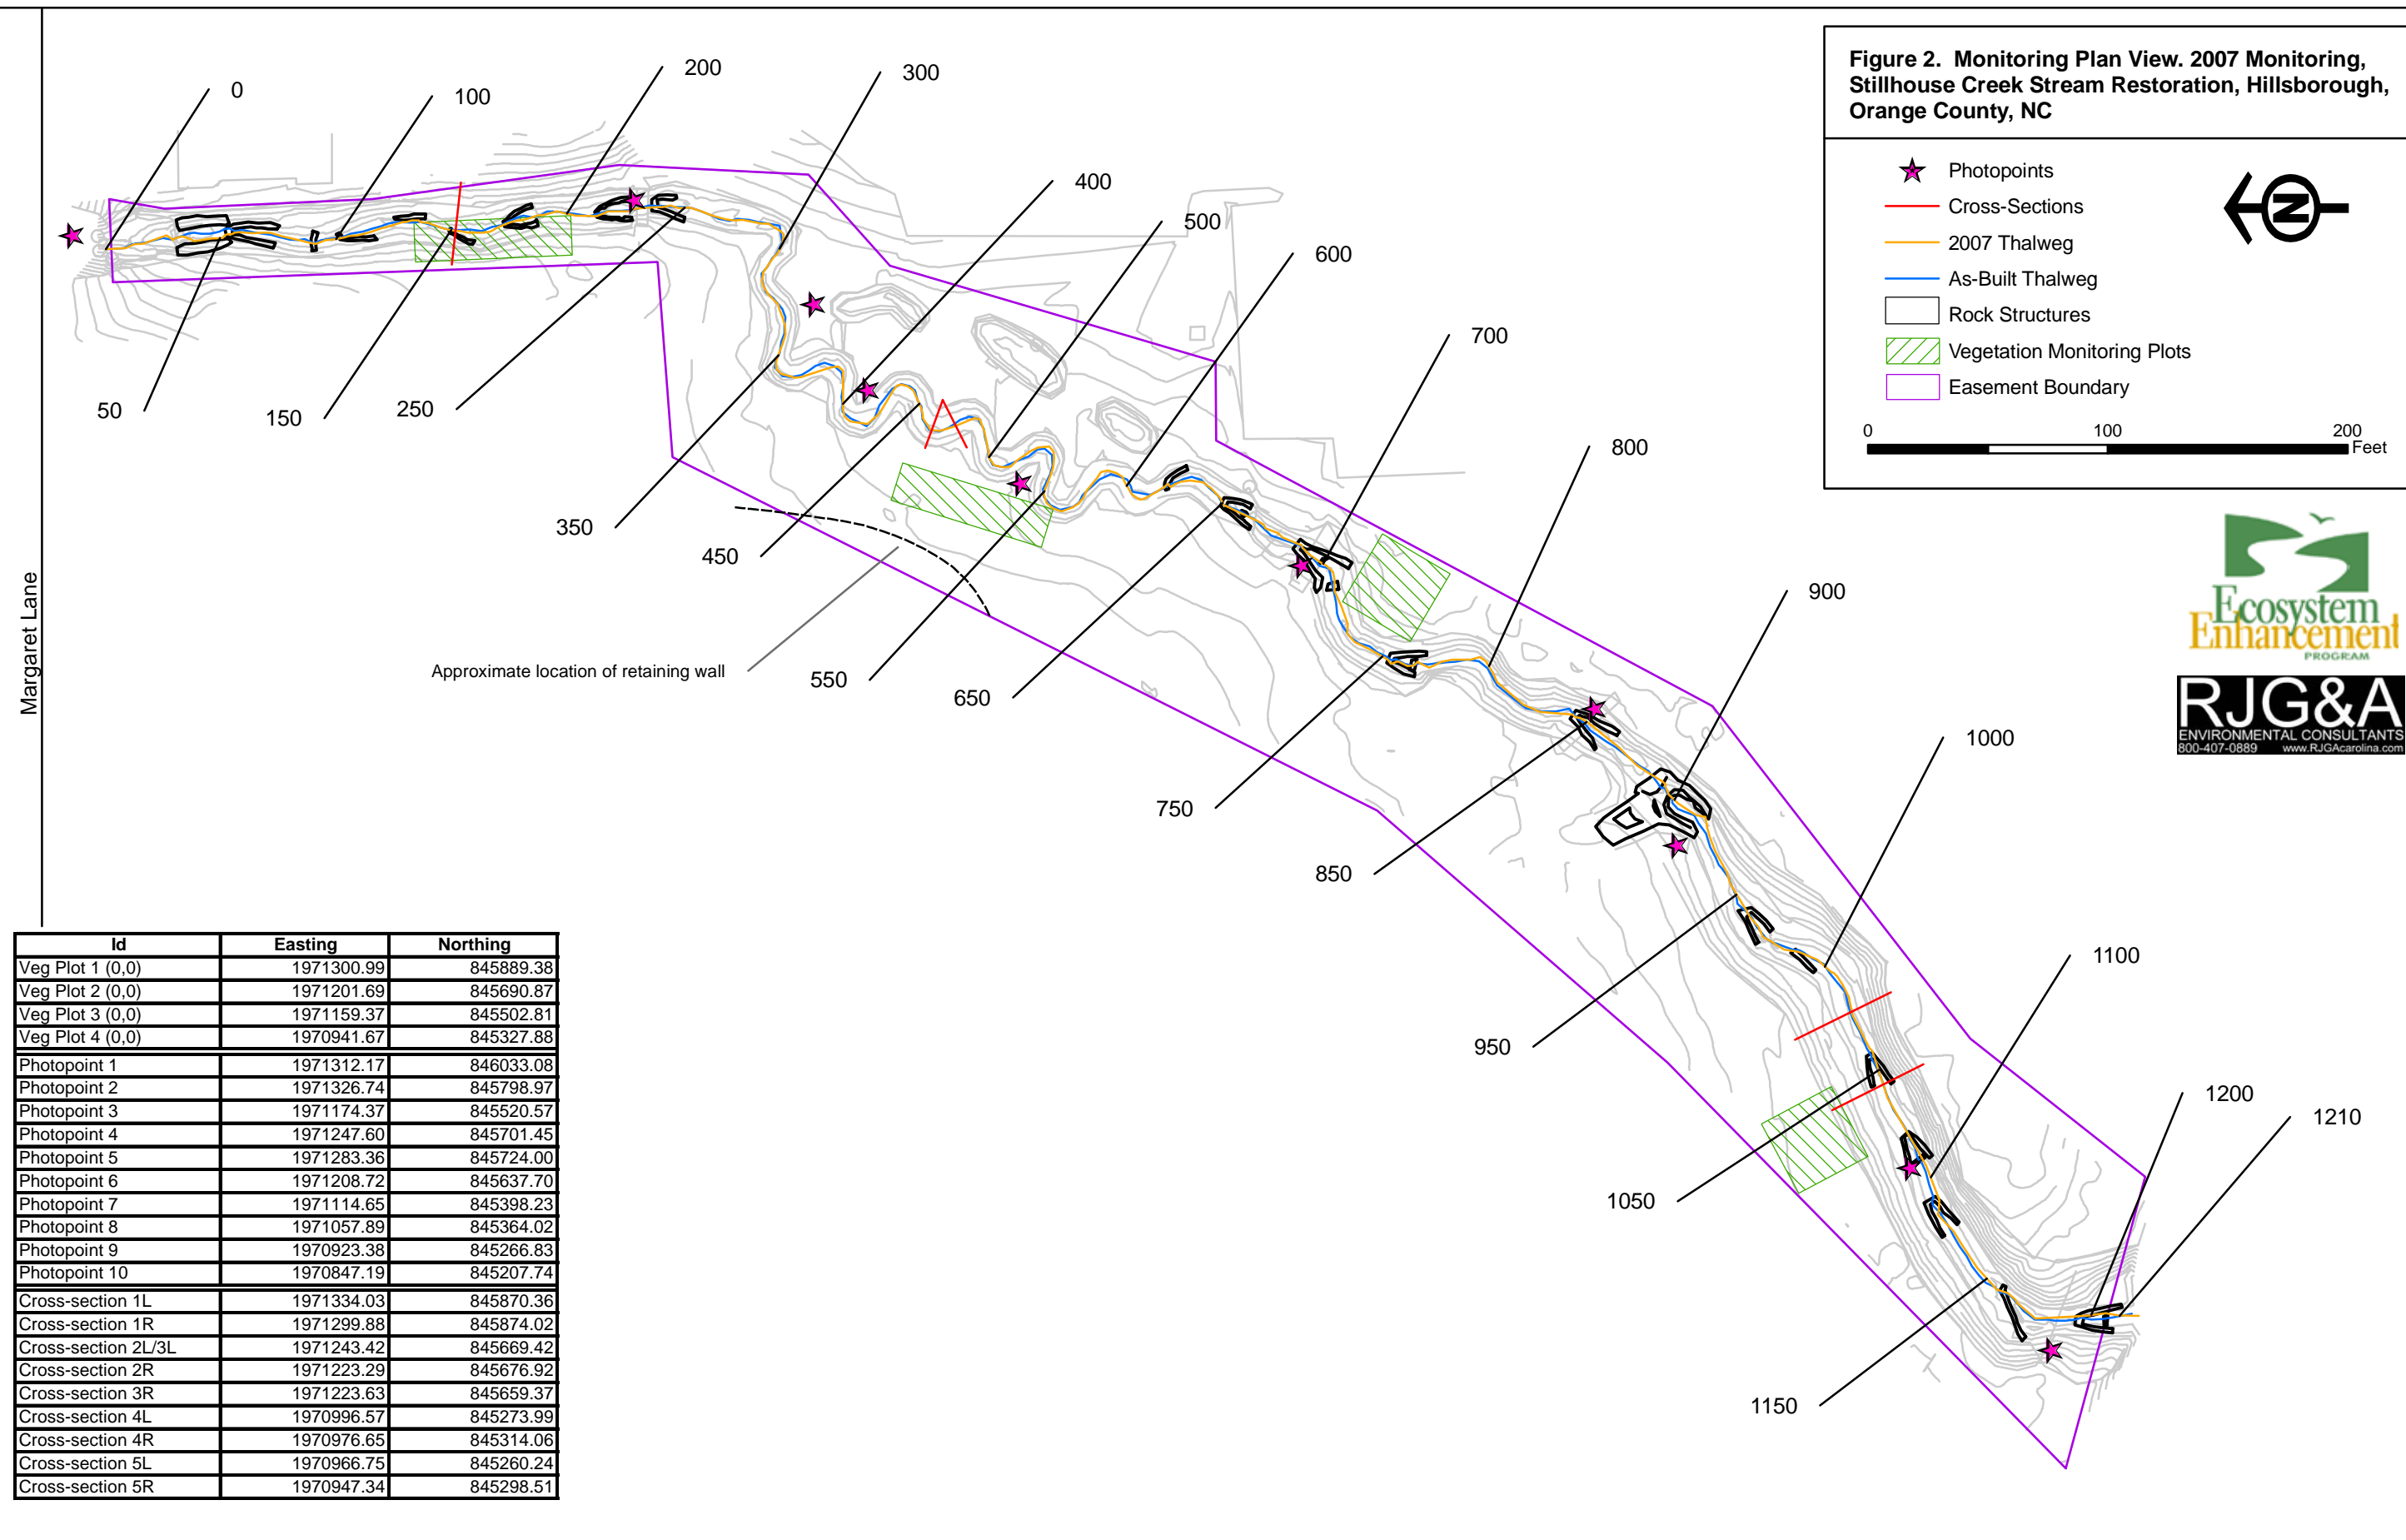 Figure 2.  Monitoring Plan View. 2007 Monitoring,
Stillhouse Creek Stream Restoration, Hillsborough,
Orange County, NC
Photopoints
Cross-Sections
2007 Thalweg
As-Built Thalweg
Rock Structures
Vegetation Monitoring Plots
Easement Boundary
N
0 100 200
Feet
0
100
200
300
400
500
600
700
800
900
1000
1100
1200
1210
50
150
250
350
450
550
650
750
850
950
1050
1150
Approximate location of retaining wall
Margaret Lane
Ecosystem
Enhancement
PROGRAM
RJG&A
ENVIRONMENTAL CONSULTANTS
800-407-0889 www.RJGAcarolina.com
Id Easting Northing
Veg Plot 1 (0,0) 1971300.99 845889.38
Veg Plot 2 (0,0) 1971201.69 845690.87
Veg Plot 3 (0,0) 1971159.37 845502.81
Veg Plot 4 (0,0) 1970941.67 845327.88
Photopoint 1 1971312.17 846033.08
Photopoint 2 1971326.74 845798.97
Photopoint 3 1971174.37 845520.57
Photopoint 4 1971247.60 845701.45
Photopoint 5 1971283.36 845724.00
Photopoint 6 1971208.72 845637.70
Photopoint 7 1971114.65 845398.23
Photopoint 8 1971057.89 845364.02
Photopoint 9 1970923.38 845266.83
Photopoint 10 1970847.19 845207.74
Cross-section 1L 1971334.03 845870.36
Cross-section 1R 1971299.88 845874.02
Cross-section 2L/3L 1971243.42 845669.42
Cross-section 2R 1971223.29 845676.92
Cross-section 3R 1971223.63 845659.37
Cross-section 4L 1970996.57 845273.99
Cross-section 4R 1970976.65 845314.06
Cross-section 5L 1970966.75 845260.24
Cross-section 5R 1970947.34 845298.51